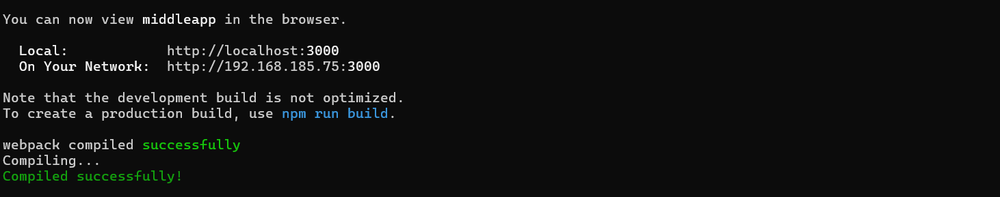 You can now view middleapp in the browser.
Local: http://localhost:3000
On Your Network: http://192.168.185.75:3000
Note that the development build is not optimized.
To create a production build, use npm run build.
webpack compiled successfully
Compiling...
Compiled successfully!